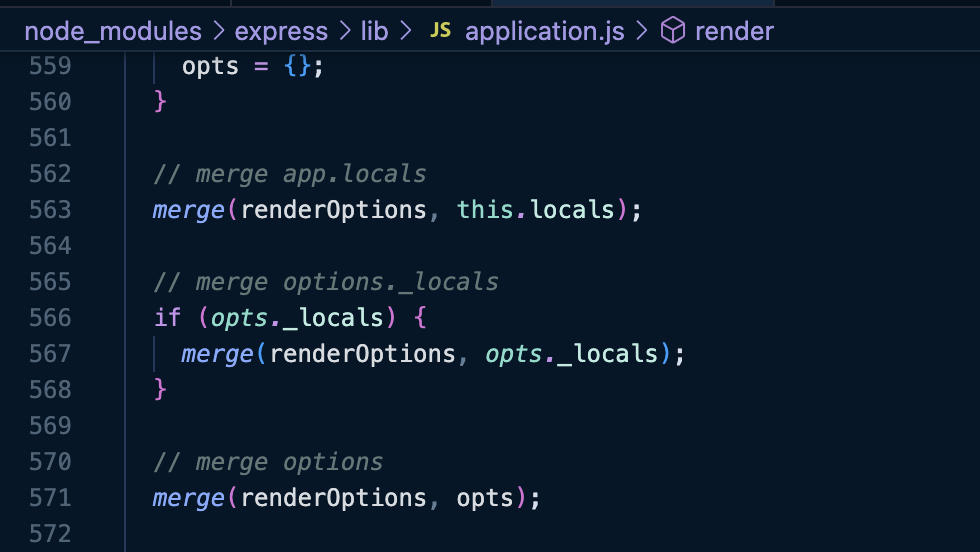 node_modules > express > lib > JS application.js > render
559 opts = {};
560 }
561
562 // merge app.locals
563 merge(renderOptions, this.locals);
564
565 // merge options._locals
566 if (opts._locals) {
567 merge(renderOptions, opts._locals);
568 }
569
570 // merge options
571 merge(renderOptions, opts);
572